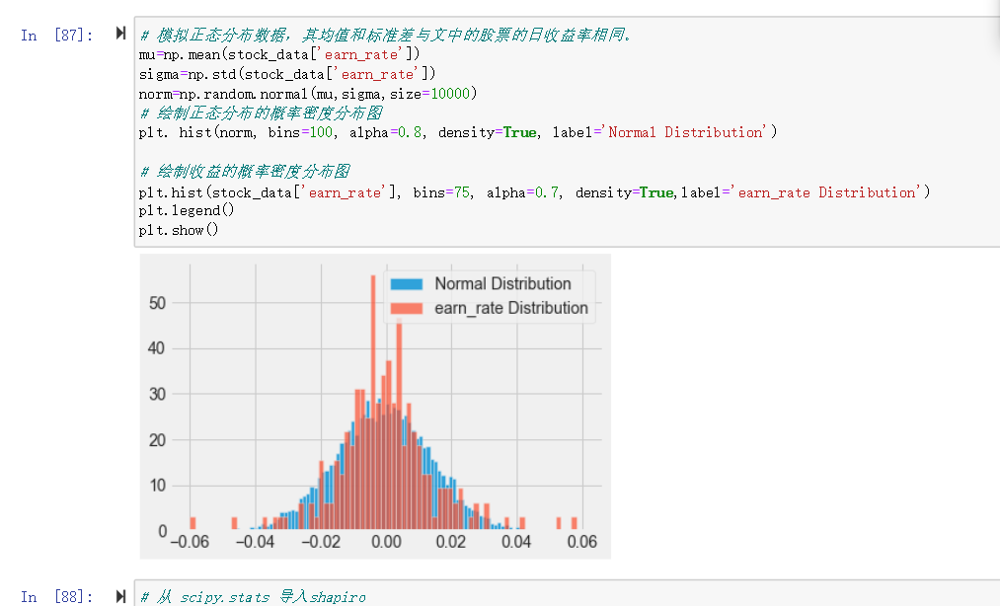 In [87]:
# 模拟正态分布数据，其均值和标准差与文中的股票的日收益率相同。
mu=np.mean(stock_data['earn_rate'])
sigma=np.std(stock_data['earn_rate'])
norm=np.random.normal(mu,sigma,size=10000)
# 绘制正态分布的概率密度分布图
plt. hist(norm, bins=100, alpha=0.8, density=True, label='Normal Distribution')
# 绘制收益的概率密度分布图
plt.hist(stock_data['earn_rate'], bins=75, alpha=0.7, density=True,label='earn_rate Distribution')
plt.legend()
plt.show()
Normal Distribution
earn_rate Distribution
50
40
30
20
10
0
−0.06 −0.04 −0.02 0.00 0.02 0.04 0.06
In [88]:
# 从 scipy.stats 导入shapiro